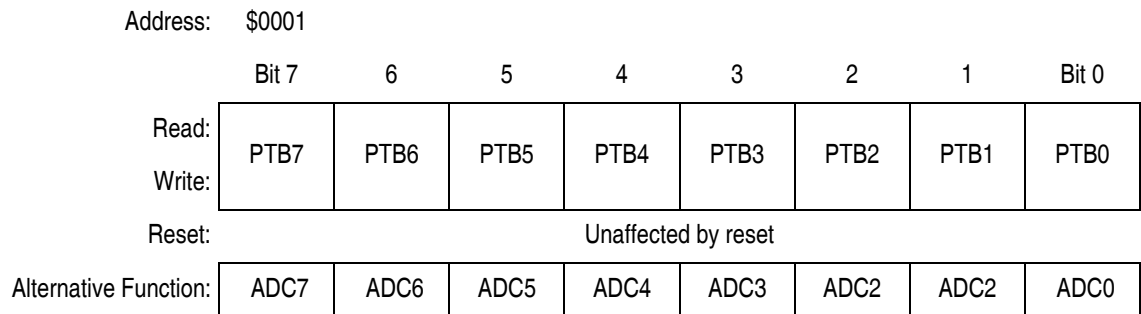 Address: $0001
Bit 7 6 5 4 3 2 1 Bit 0
Read:
PTB7 PTB6 PTB5 PTB4 PTB3 PTB2 PTB1 PTB0
Write:
Reset: Unaffected by reset
Alternative Function: ADC7 ADC6 ADC5 ADC4 ADC3 ADC2 ADC2 ADC0